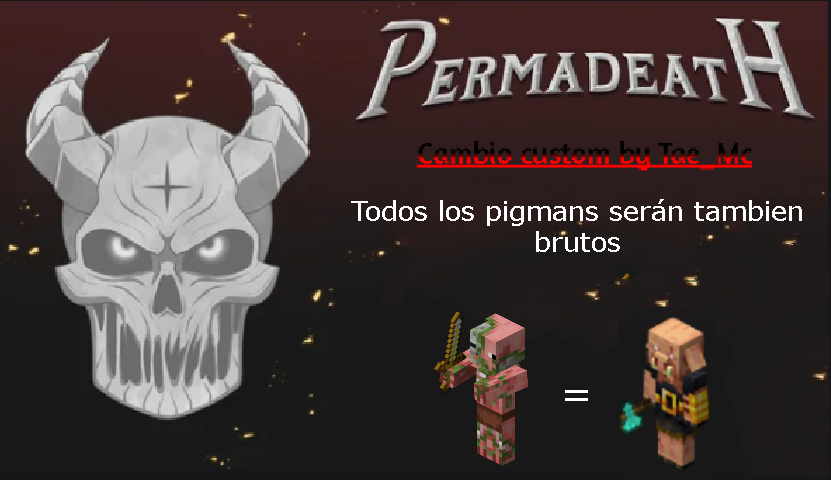 PERMADEATH
Cambio custom by Tae_Mc
Todos los pigmans serán tambien
brutos
=